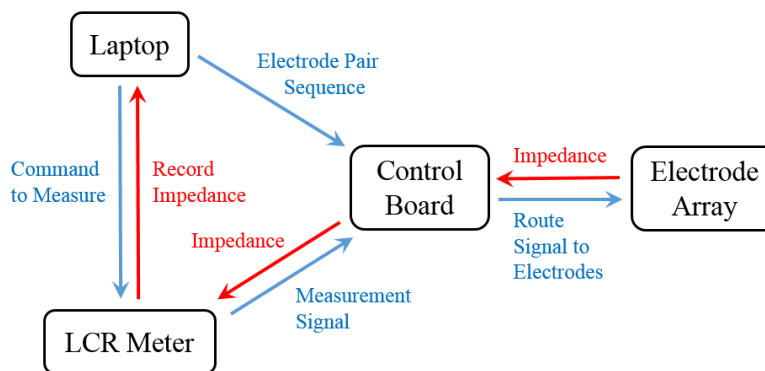 Laptop
Electrode Pair
Sequence
Command
to Measure
Record
Impedance
Control
Board
Impedance
Electrode
Array
Route
Signal to
Electrodes
Impedance
Measurement
Signal
LCR Meter